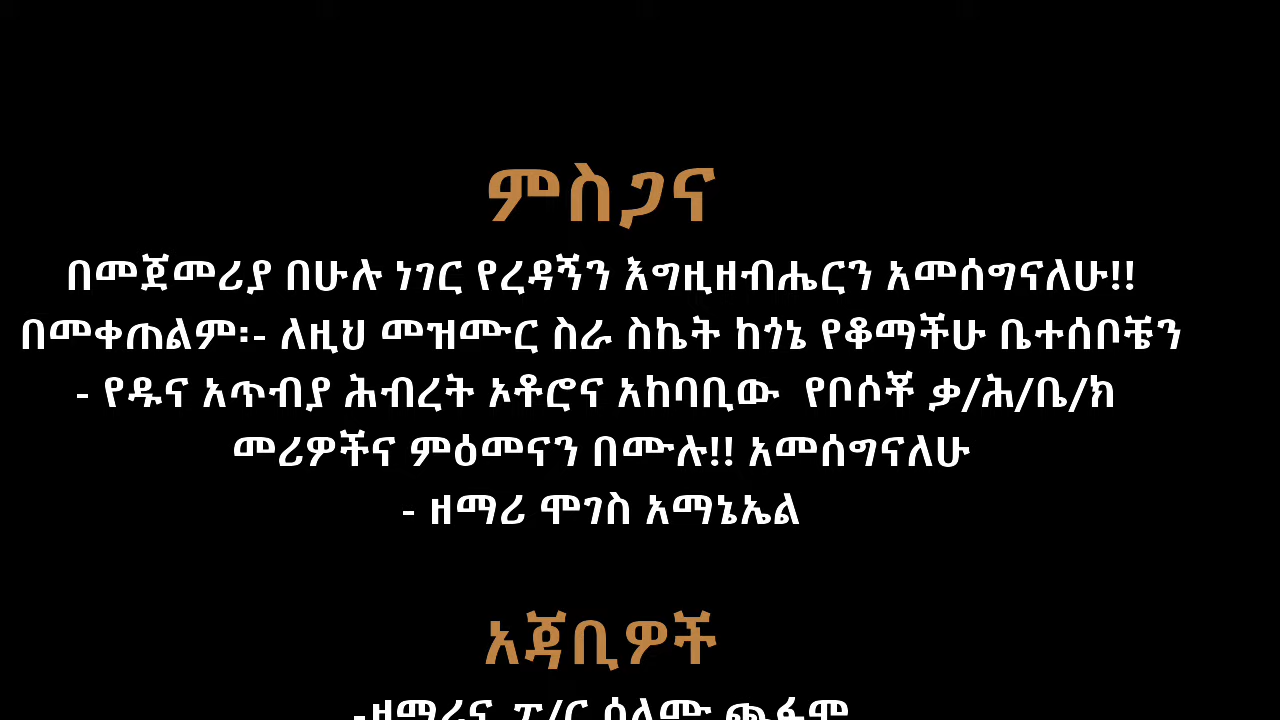 ምስጋና
በመጀመሪያ በሁሉ ነገር የረዳኝን እግዚዘብሔርን አመሰግናለሁ!!
በመቀጠልም፡- ለዚህ መዝሙር ስራ ስኬት ከጎኔ የቆማችሁ ቤተሰቦቼን
- የዱና አጥብያ ሕብረት ኦቶሮና አከባቢው የቦሶቾ ቃ/ሕ/ቤ/ክ
መሪዎችና ምዕመናን በሙሉ!! አመሰግናለሁ
- ዘማሪ ሞገስ አማኔኤል
አጃቢዎች